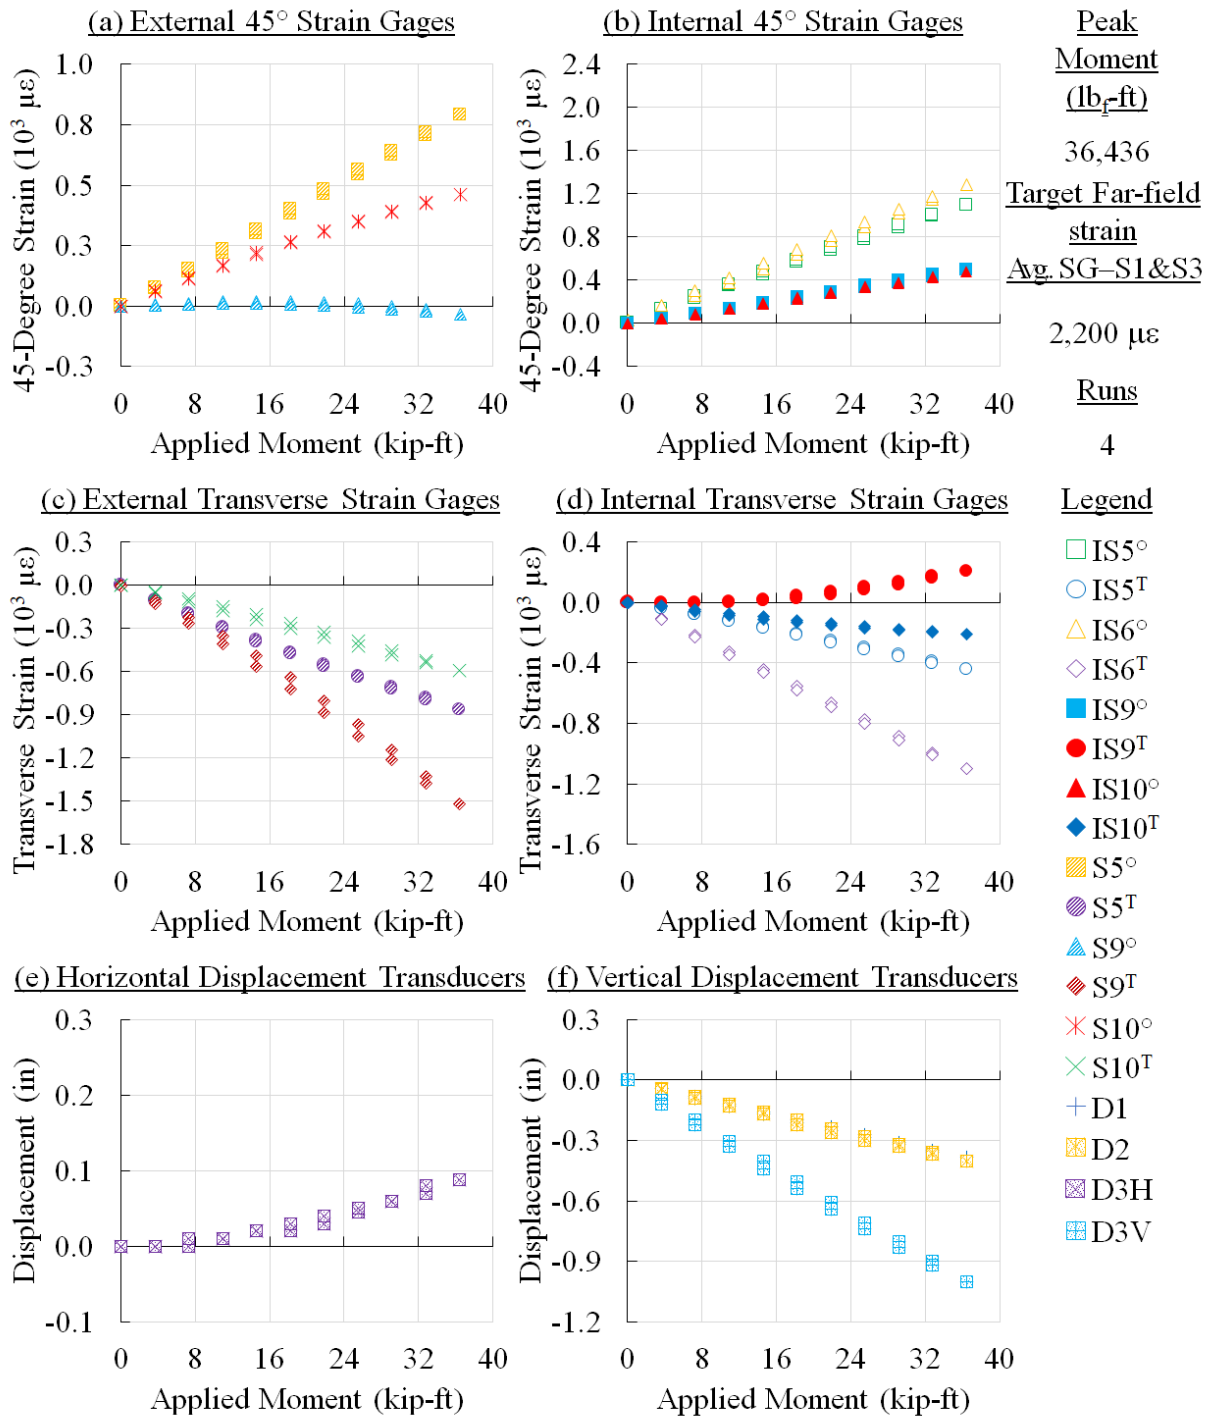 (a) External 45° Strain Gages
45-Degree Strain (10³ με)
1.0
0.8
0.5
0.3
0.0
-0.3
0 8 16 24 32 40
Applied Moment (kip-ft)
(b) Internal 45° Strain Gages
45-Degree Strain (10³ με)
2.4
2.0
1.6
1.2
0.8
0.4
0.0
-0.4
0 8 16 24 32 40
Applied Moment (kip-ft)
Peak
Moment
(lbf-ft)
36,436
Target Far-field
strain
Avg. SG–S1&S3
2,200 με
Runs
4
(c) External Transverse Strain Gages
Transverse Strain (10³ με)
0.3
0.0
-0.3
-0.6
-0.9
-1.2
-1.5
-1.8
0 8 16 24 32 40
Applied Moment (kip-ft)
(d) Internal Transverse Strain Gages
Transverse Strain (10³ με)
0.4
0.0
-0.4
-0.8
-1.2
-1.6
0 8 16 24 32 40
Applied Moment (kip-ft)
Legend
IS5°
IS5ᵀ
IS6°
IS6ᵀ
IS9°
IS9ᵀ
IS10°
IS10ᵀ
S5°
S5ᵀ
S9°
S9ᵀ
S10°
S10ᵀ
D1
D2
D3H
D3V
(e) Horizontal Displacement Transducers
Displacement (in)
0.3
0.2
0.1
0.0
-0.1
0 8 16 24 32 40
Applied Moment (kip-ft)
(f) Vertical Displacement Transducers
Displacement (in)
0.3
0.0
-0.3
-0.6
-0.9
-1.2
0 8 16 24 32 40
Applied Moment (kip-ft)